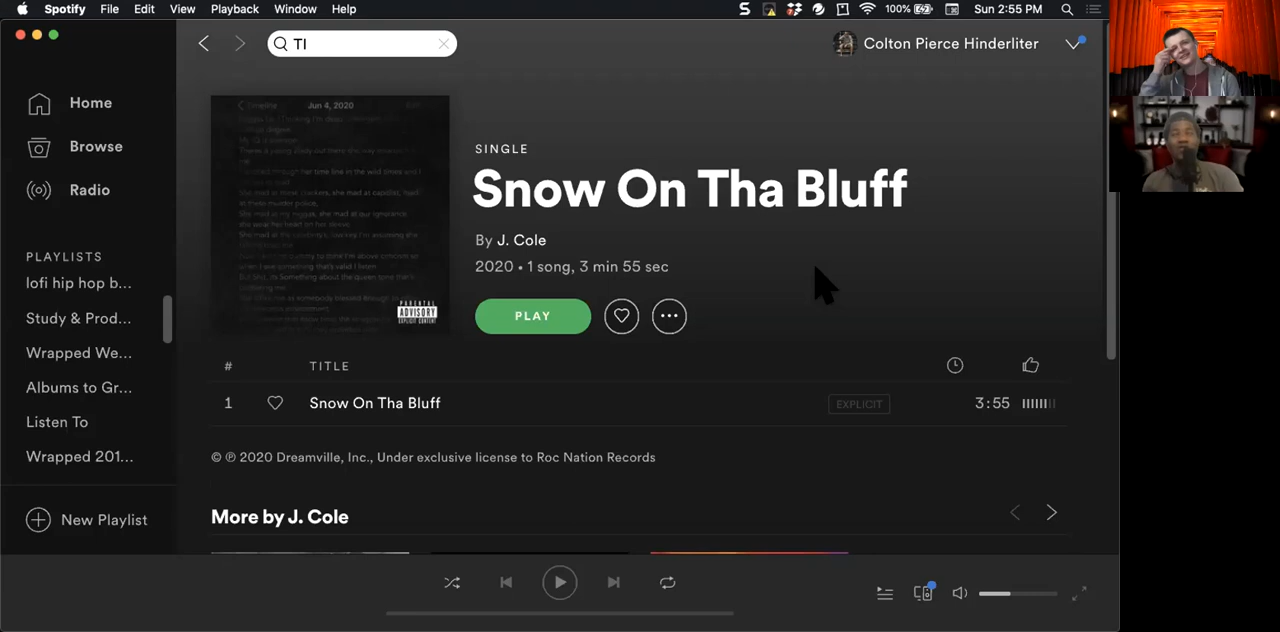 Spotify File Edit View Playback Window Help
100% Sun 2:55 PM
TI
Colton Pierce Hinderliter
Home
Browse
Radio
PLAYLISTS
lofi hip hop b...
Study & Prod...
Wrapped We...
Albums to Gr...
Listen To
Wrapped 201...
New Playlist
Jun 4, 2020
PARENTAL
ADVISORY
EXPLICIT CONTENT
SINGLE
Snow On Tha Bluff
By J. Cole
2020 • 1 song, 3 min 55 sec
PLAY
# TITLE
1 Snow On Tha Bluff EXPLICIT 3:55
© ℗ 2020 Dreamville, Inc., Under exclusive license to Roc Nation Records
More by J. Cole